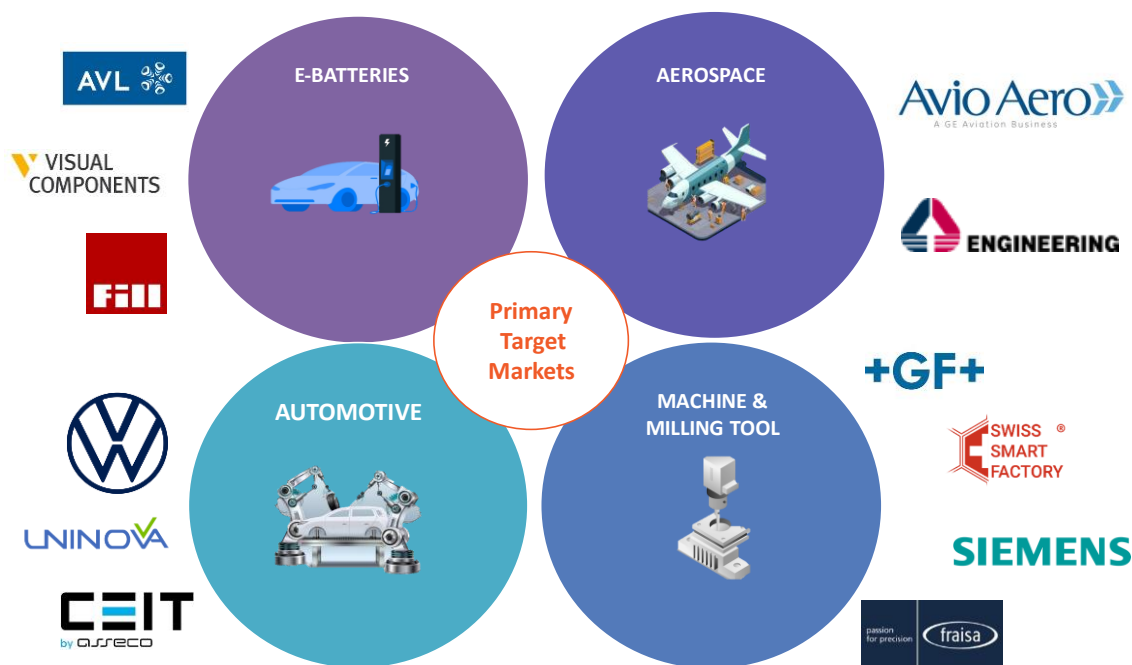 AVL
VISUAL
COMPONENTS
Fill
E-BATTERIES
AEROSPACE
Avio Aero
A GE Aviation Business
ENGINEERING
Primary
Target
Markets
AUTOMOTIVE
UNINOVA
CEIT
by asseco
MACHINE &
MILLING TOOL
+GF+
SWISS ®
SMART
FACTORY
SIEMENS
passion
for precision
fraisa
VW